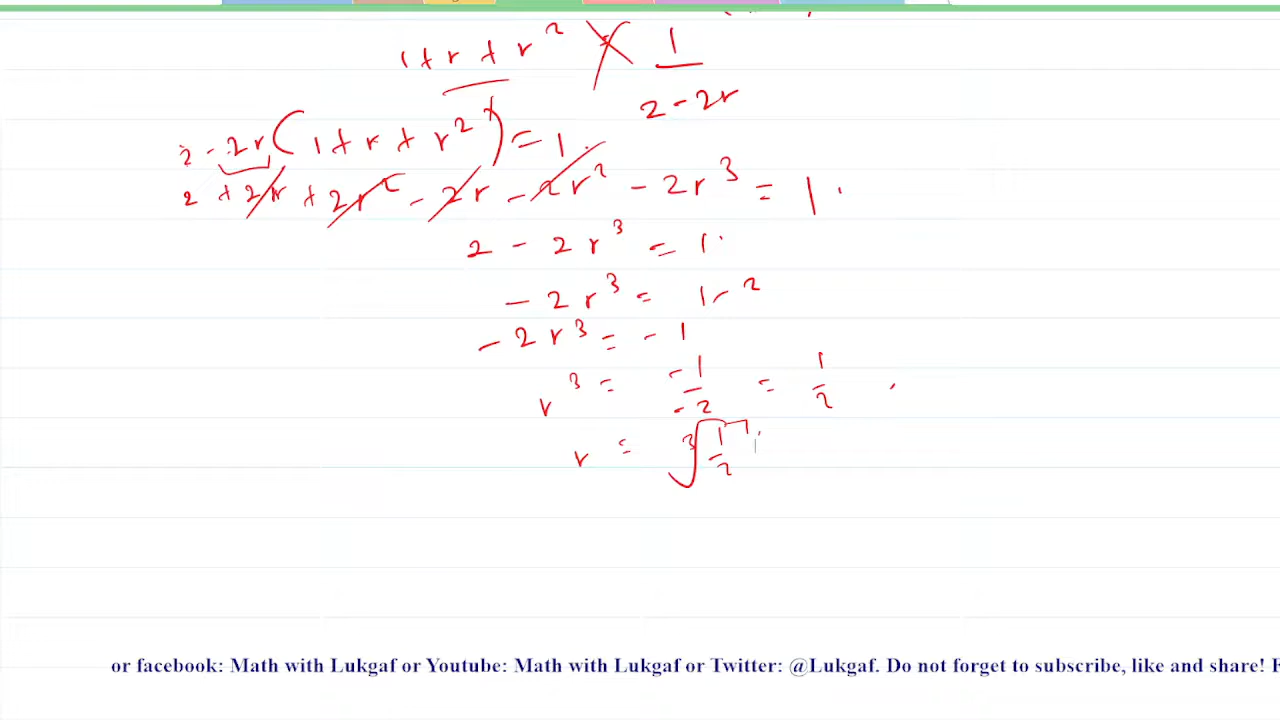 1 + r + r² = 1
2 - 2r
2 - 2r (1 + r + r²) = 1.
2 + 2r + 2r² - 2r - 2r² - 2r³ = 1.
2 - 2r³ = 1.
-2r³ = 1 - 2
-2r³ = -1
r³ = -1/-2 = 1/2.
r = ³√1/2
or facebook: Math with Lukgaf or Youtube: Math with Lukgaf or Twitter: @Lukgaf. Do not forget to subscribe, like and share!